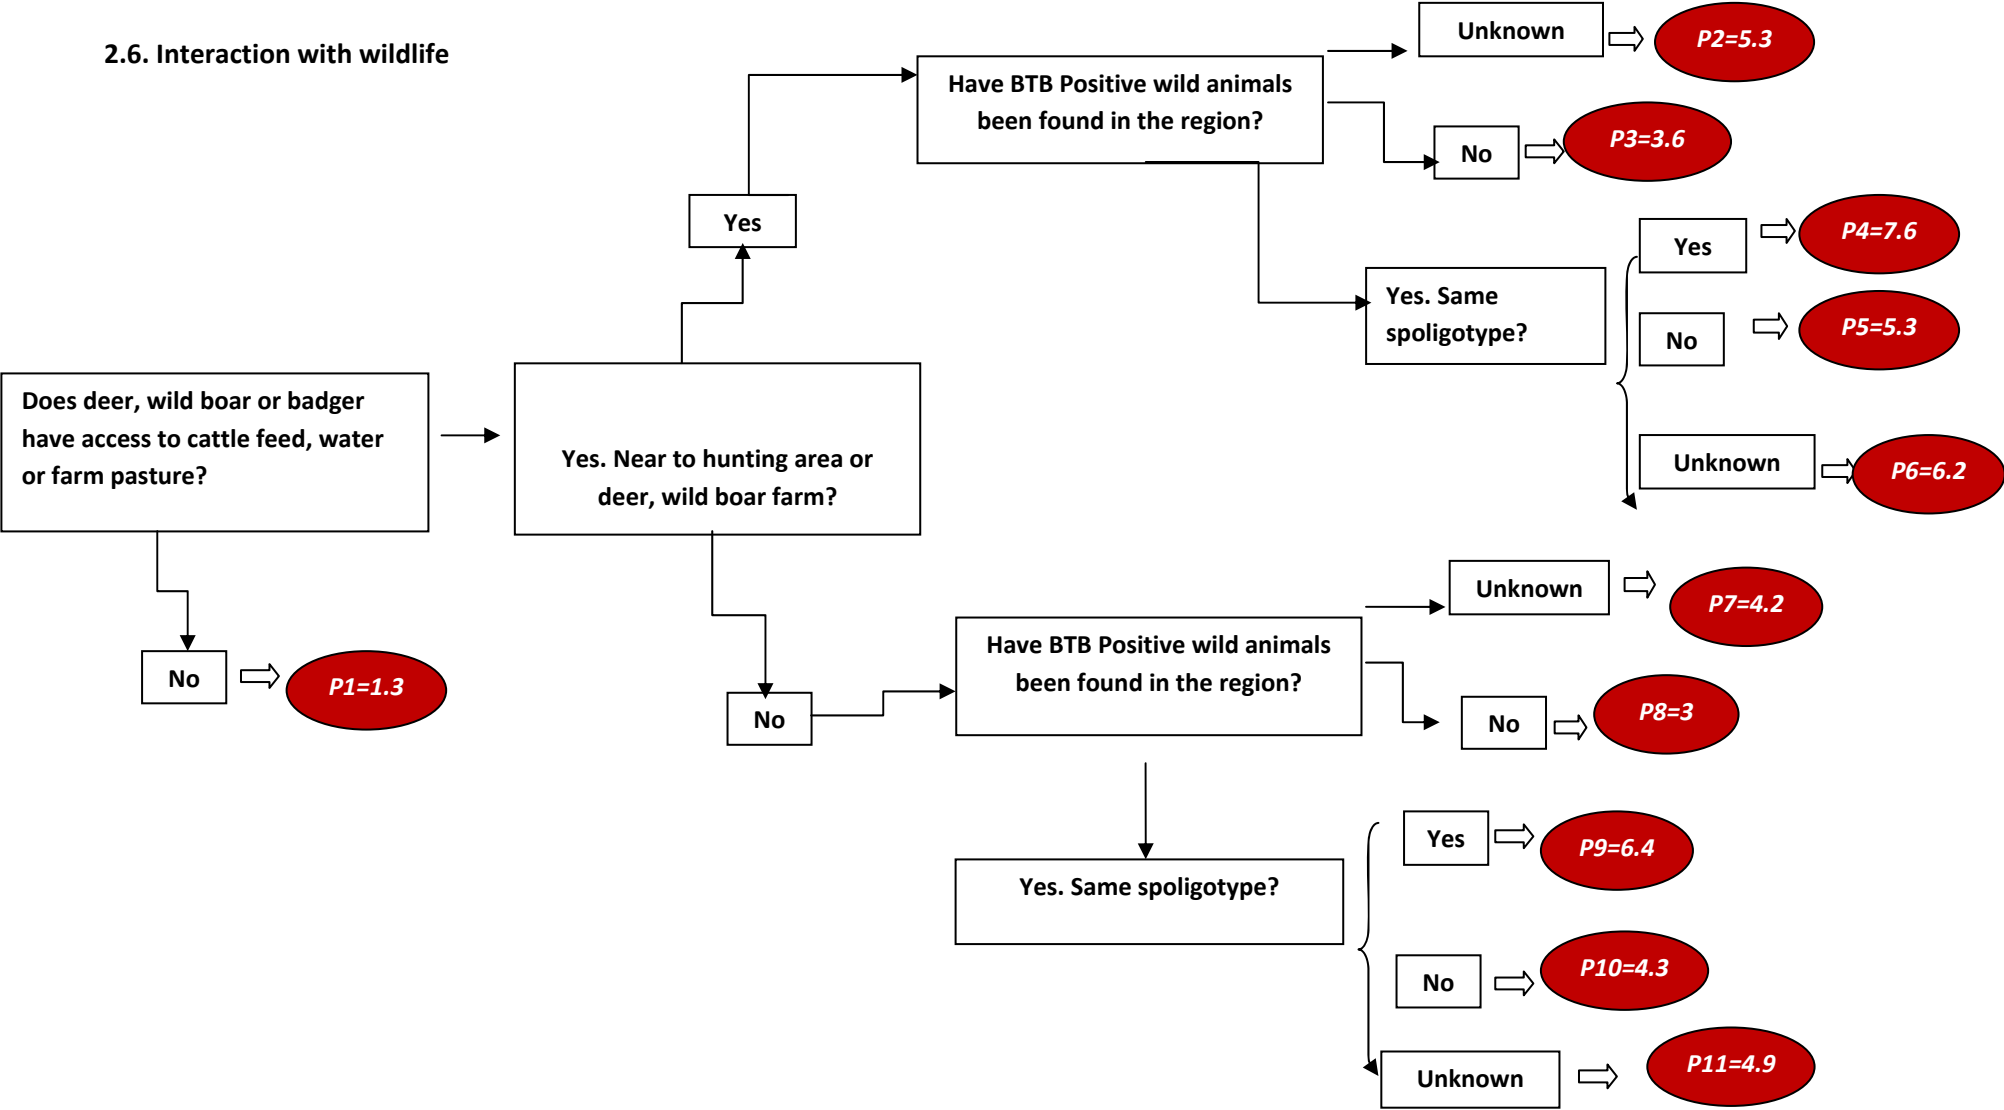 2.6. Interaction with wildlife
Unknown
P2=5.3
Have BTB Positive wild animals
been found in the region?
No
P3=3.6
Yes
Yes
P4=7.6
Yes. Same
spoligotype?
No
P5=5.3
Unknown
P6=6.2
Does deer, wild boar or badger
have access to cattle feed, water
or farm pasture?
Yes. Near to hunting area or
deer, wild boar farm?
No
P1=1.3
No
Have BTB Positive wild animals
been found in the region?
Unknown
P7=4.2
No
P8=3
Yes. Same spoligotype?
Yes
P9=6.4
No
P10=4.3
Unknown
P11=4.9